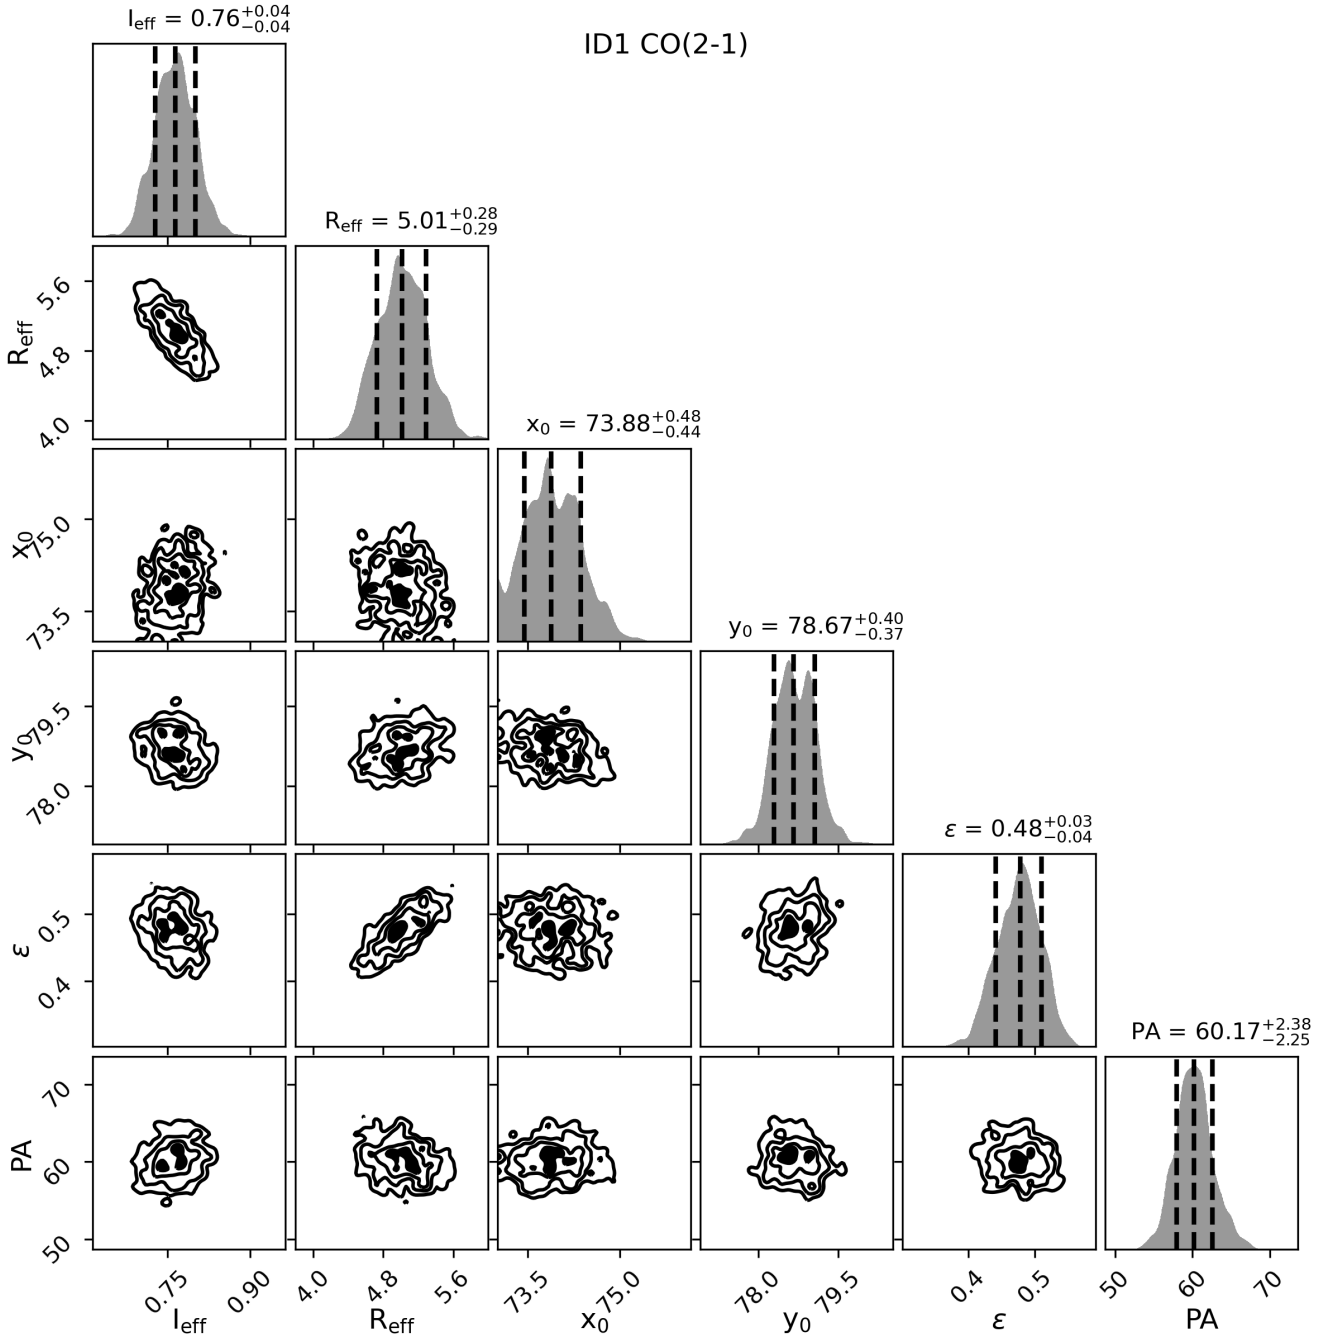 I_eff = 0.76^{+0.04}_{−0.04}
ID1 CO(2-1)
R_eff = 5.01^{+0.28}_{−0.29}
5.6
4.8
4.0
R_eff
x_0 = 73.88^{+0.48}_{−0.44}
75.0
73.5
x_0
y_0 = 78.67^{+0.40}_{−0.37}
79.5
78.0
y_0
ε = 0.48^{+0.03}_{−0.04}
0.5
0.4
ε
PA = 60.17^{+2.38}_{−2.25}
70
60
50
PA
0.75 0.90 4.0 4.8 5.6 73.5 75.0 78.0 79.5 0.4 0.5 50 60 70
I_eff R_eff x_0 y_0 ε PA